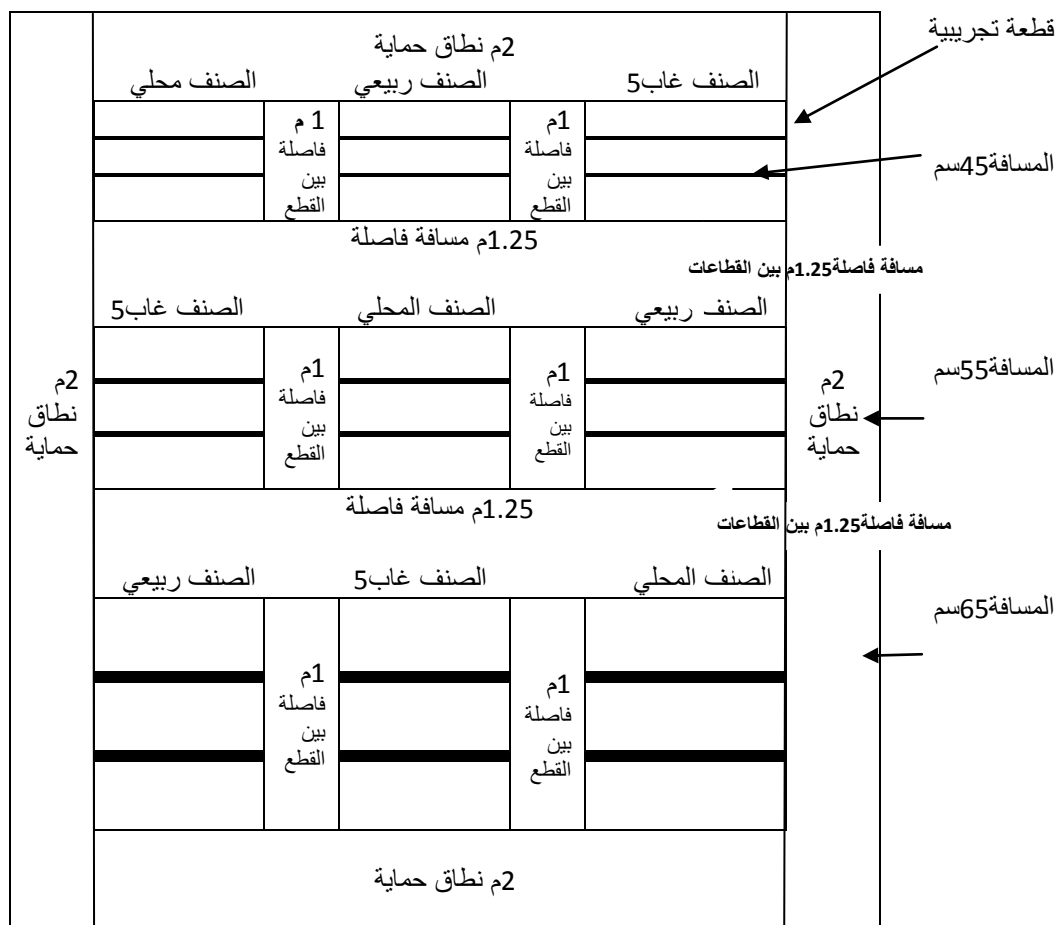 قطعة تجريبية
2م نطاق حماية
الصنف غاب5 الصنف ربيعي الصنف محلي
1م
فاصلة
بين
القطع
1 م
فاصلة
بين
القطع
المسافة45سم
1.25م مسافة فاصلة
مسافة فاصلة1.25م بين القطاعات
الصنف ربيعي الصنف المحلي الصنف غاب5
المسافة55سم
2م
نطاق
حماية
1م
فاصلة
بين
القطع
1م
فاصلة
بين
القطع
2م
نطاق
حماية
1.25م مسافة فاصلة
مسافة فاصلة1.25م بين القطاعات
الصنف المحلي الصنف غاب5 الصنف ربيعي
المسافة65سم
1م
فاصلة
بين
القطع
1م
فاصلة
بين
القطع
2م نطاق حماية